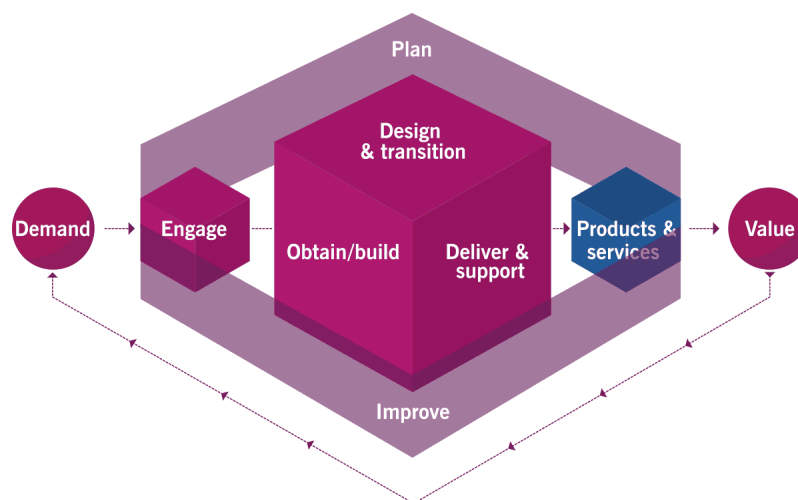 Plan
Design
& transition
Demand
Engage
Obtain/build
Deliver &
support
Products &
services
Value
Improve